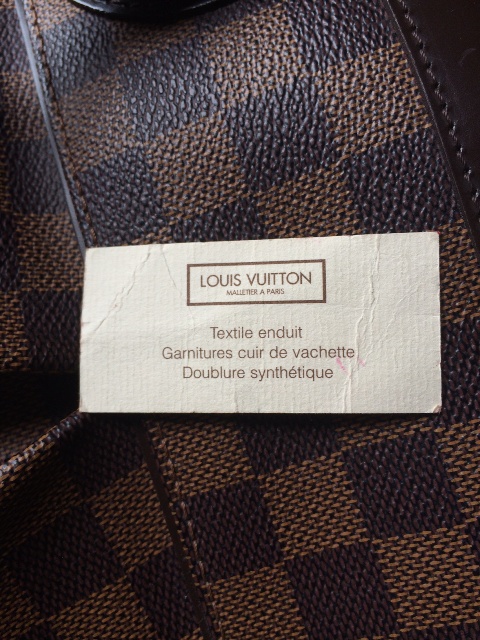 LOUIS VUITTON
MALLETIER A PARIS
Textile enduit
Garnitures cuir de vachette
Doublure synthétique